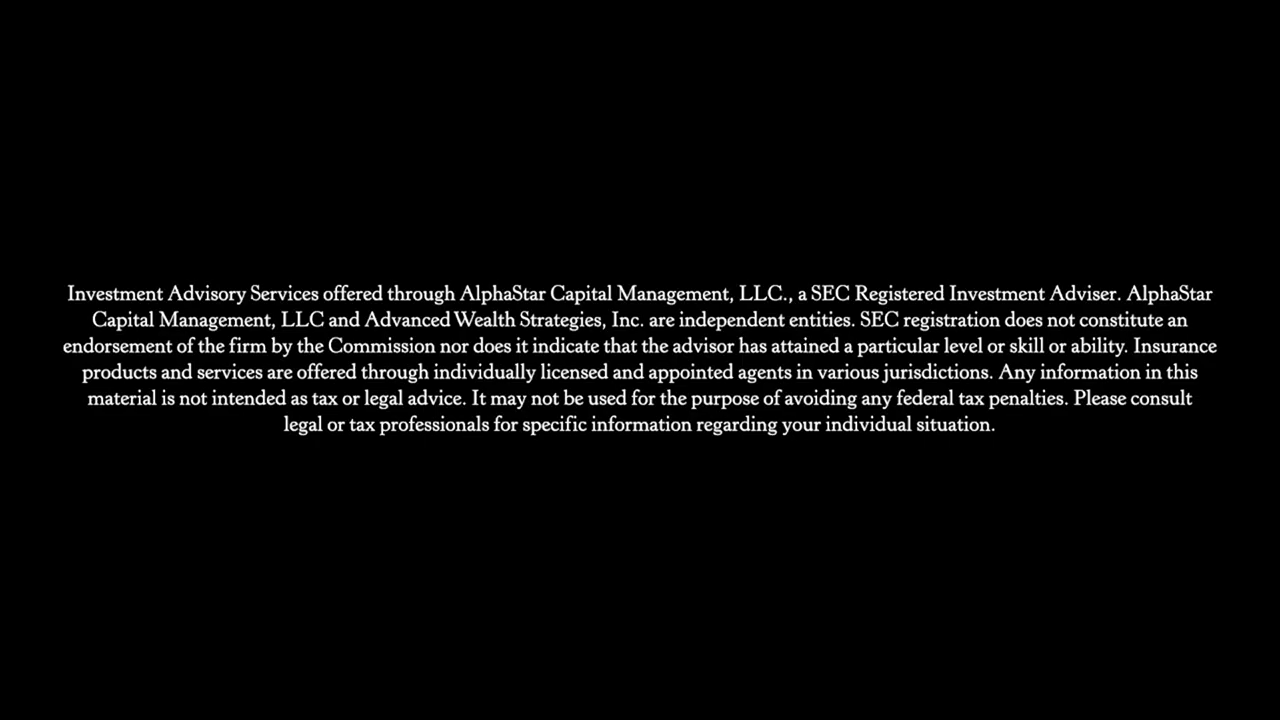 Investment Advisory Services offered through AlphaStar Capital Management, LLC., a SEC Registered Investment Adviser. AlphaStar
Capital Management, LLC and Advanced Wealth Strategies, Inc. are independent entities. SEC registration does not constitute an
endorsement of the firm by the Commission nor does it indicate that the advisor has attained a particular level or skill or ability. Insurance
products and services are offered through individually licensed and appointed agents in various jurisdictions. Any information in this
material is not intended as tax or legal advice. It may not be used for the purpose of avoiding any federal tax penalties. Please consult
legal or tax professionals for specific information regarding your individual situation.